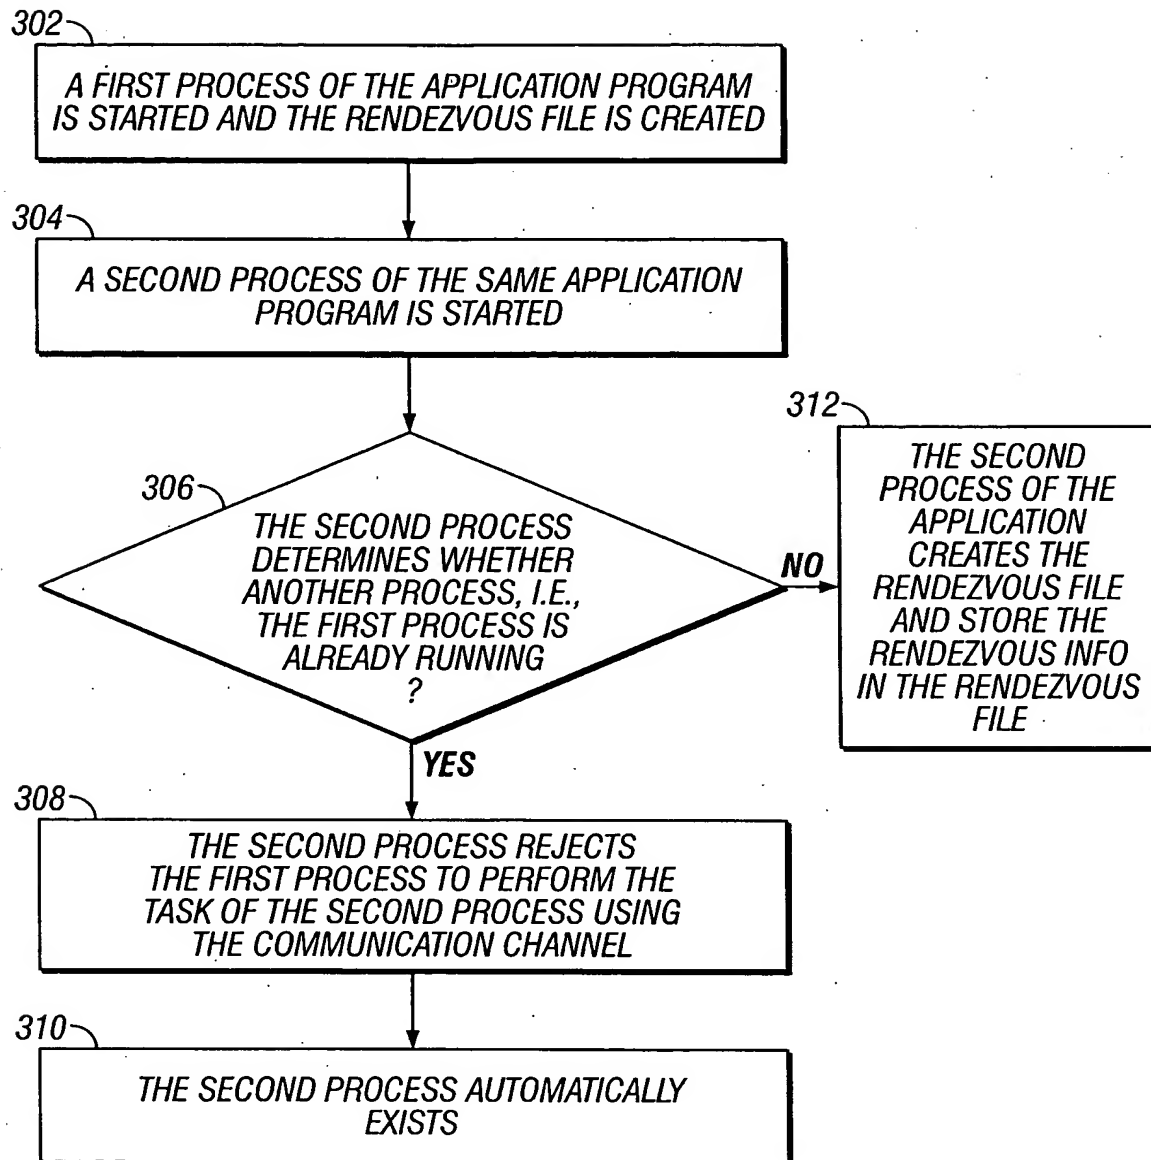 302
A FIRST PROCESS OF THE APPLICATION PROGRAM
IS STARTED AND THE RENDEZVOUS FILE IS CREATED
304
A SECOND PROCESS OF THE SAME APPLICATION
PROGRAM IS STARTED
306
THE SECOND PROCESS
DETERMINES WHETHER
ANOTHER PROCESS, I.E.,
THE FIRST PROCESS IS
ALREADY RUNNING
?
NO
312
THE SECOND
PROCESS OF THE
APPLICATION
CREATES THE
RENDEZVOUS FILE
AND STORE THE
RENDEZVOUS INFO
IN THE RENDEZVOUS
FILE
YES
308
THE SECOND PROCESS REJECTS
THE FIRST PROCESS TO PERFORM THE
TASK OF THE SECOND PROCESS USING
THE COMMUNICATION CHANNEL
310
THE SECOND PROCESS AUTOMATICALLY
EXISTS